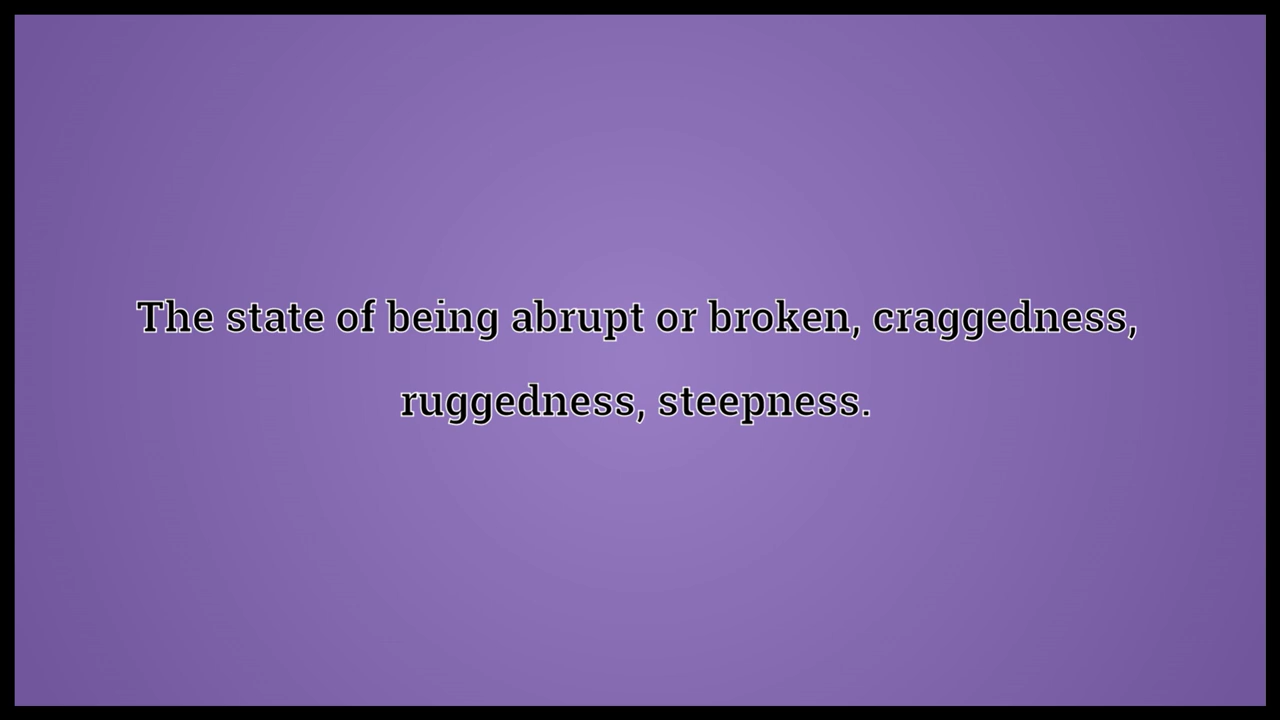 The state of being abrupt or broken, craggedness,
ruggedness, steepness.